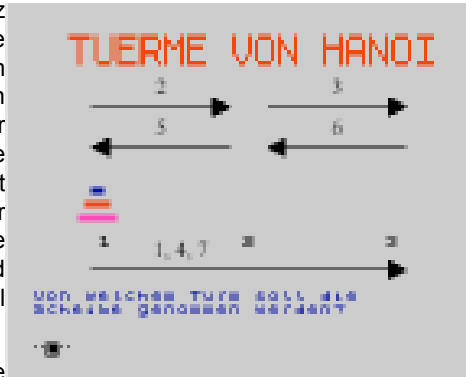 TUERME VON HANOI
2 3
5 6
1 2 3
1, 4, 7
Von welchem Turm soll die
Scheibe genommen werden?